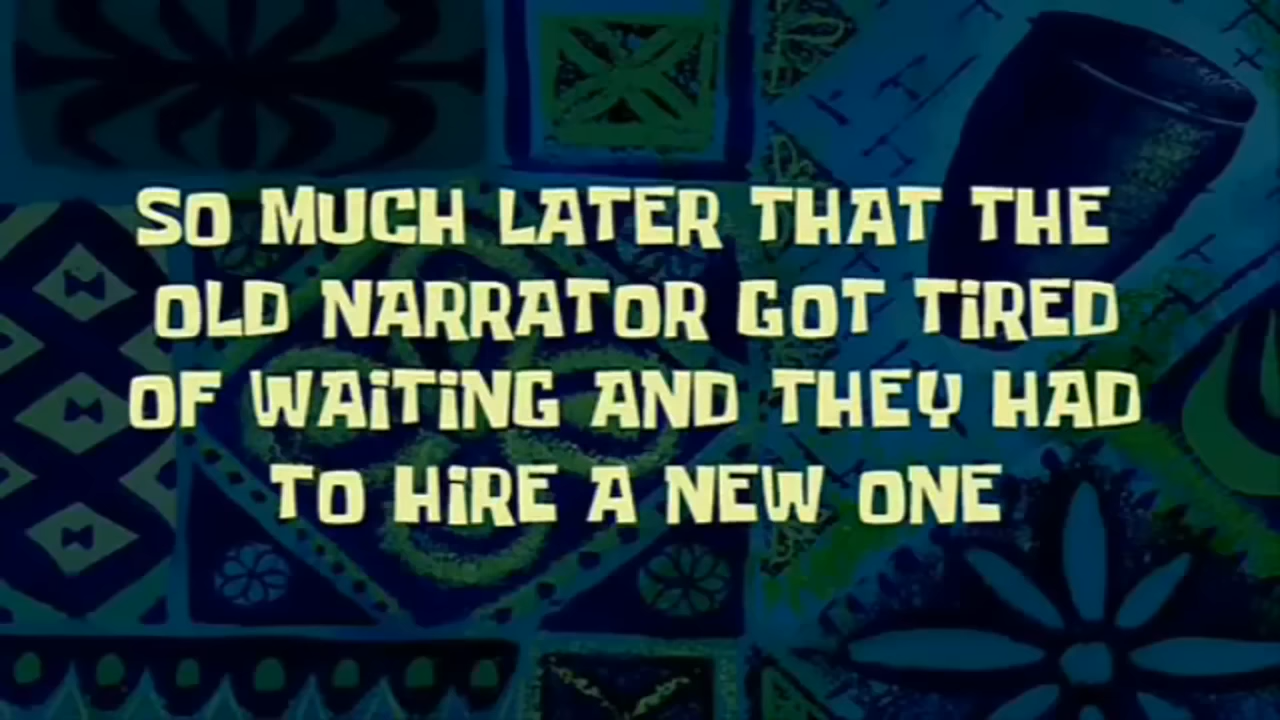 SO MUCH LATER THAT THE
OLD NARRATOR GOT TiRED
OF WAiTiNG AND THEY HAD
TO HiRE A NEW ONE